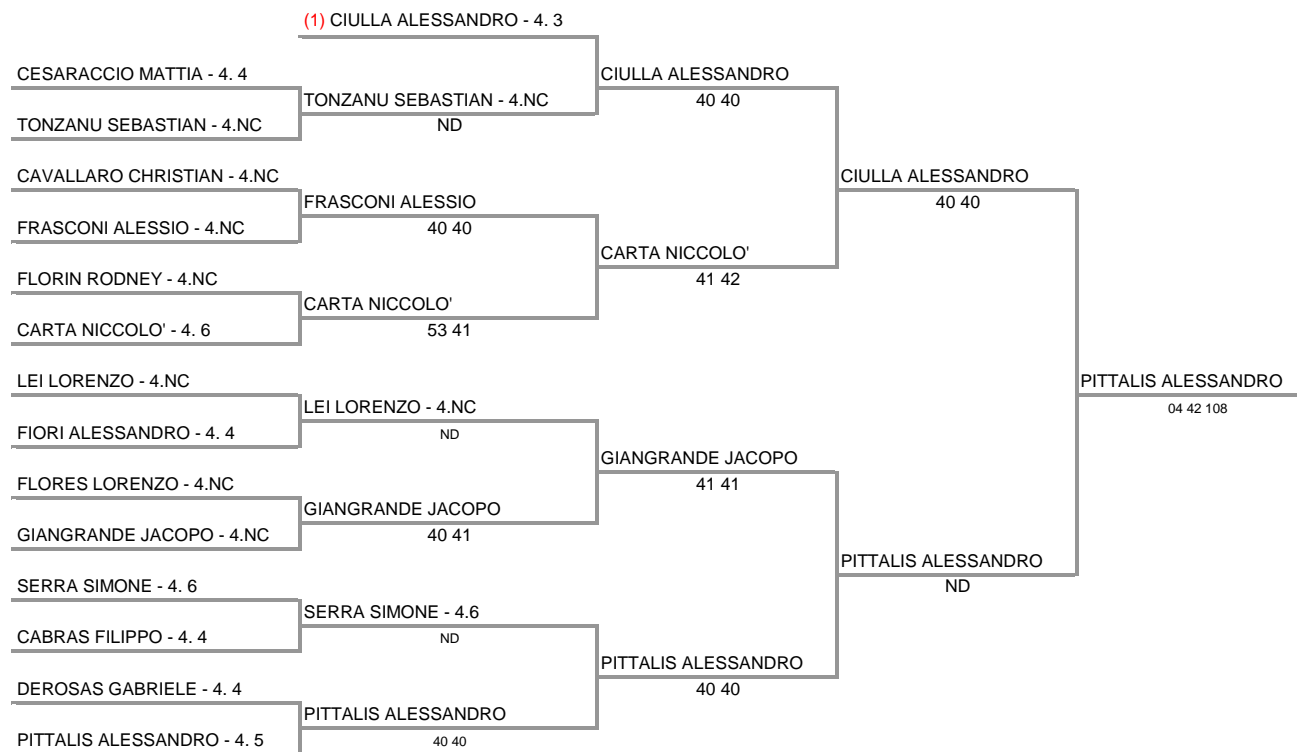 (1) CIULLA ALESSANDRO - 4. 3
CESARACCIO MATTIA - 4. 4
CIULLA ALESSANDRO
40 40
TONZANU SEBASTIAN - 4.NC
ND
TONZANU SEBASTIAN - 4.NC
CAVALLARO CHRISTIAN - 4.NC
CIULLA ALESSANDRO
40 40
FRASCONI ALESSIO
40 40
FRASCONI ALESSIO - 4.NC
CARTA NICCOLO'
41 42
FLORIN RODNEY - 4.NC
CARTA NICCOLO'
53 41
CARTA NICCOLO' - 4. 6
LEI LORENZO - 4.NC
PITTALIS ALESSANDRO
04 42 108
LEI LORENZO - 4.NC
ND
FIORI ALESSANDRO - 4. 4
GIANGRANDE JACOPO
41 41
FLORES LORENZO - 4.NC
GIANGRANDE JACOPO
40 41
GIANGRANDE JACOPO - 4.NC
PITTALIS ALESSANDRO
ND
SERRA SIMONE - 4. 6
SERRA SIMONE - 4.6
ND
CABRAS FILIPPO - 4. 4
PITTALIS ALESSANDRO
40 40
DEROSAS GABRIELE - 4. 4
PITTALIS ALESSANDRO
40 40
PITTALIS ALESSANDRO - 4. 5